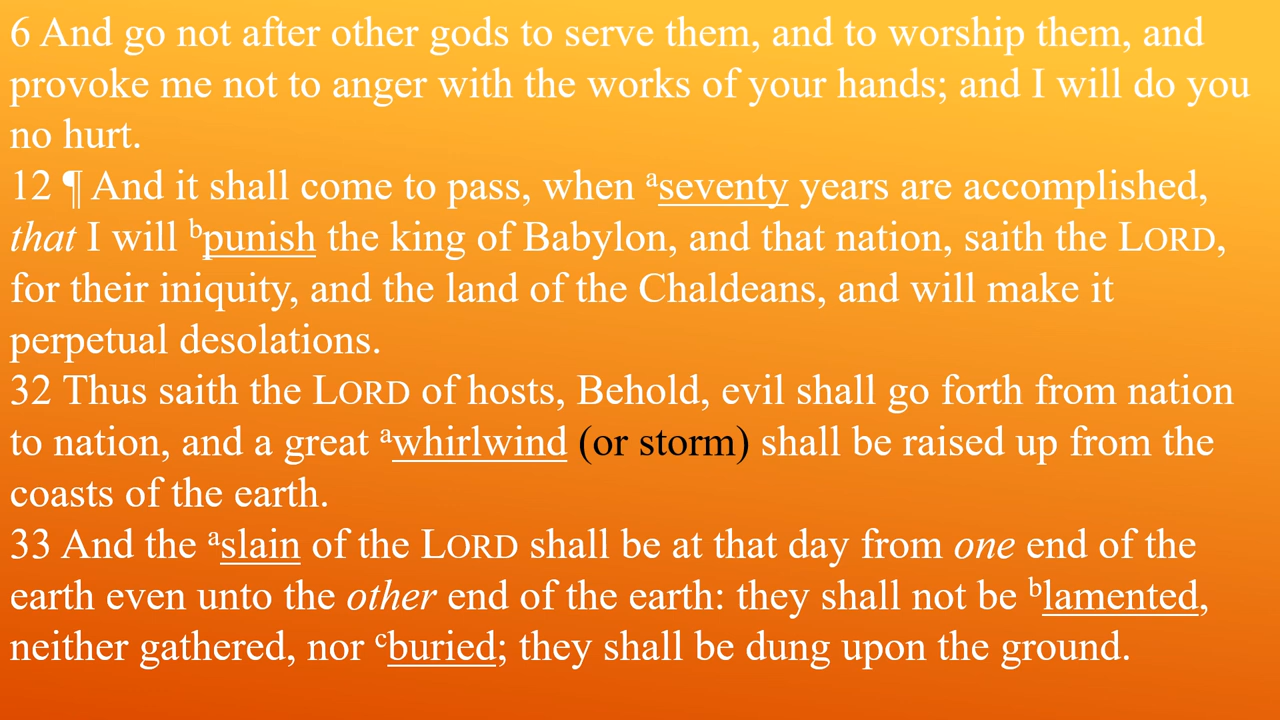 6 And go not after other gods to serve them, and to worship them, and
provoke me not to anger with the works of your hands; and I will do you
no hurt.
12 ¶ And it shall come to pass, when aseventy years are accomplished,
that I will bpunish the king of Babylon, and that nation, saith the LORD,
for their iniquity, and the land of the Chaldeans, and will make it
perpetual desolations.
32 Thus saith the LORD of hosts, Behold, evil shall go forth from nation
to nation, and a great awhirlwind (or storm) shall be raised up from the
coasts of the earth.
33 And the aslain of the LORD shall be at that day from one end of the
earth even unto the other end of the earth: they shall not be blamented,
neither gathered, nor cburied; they shall be dung upon the ground.